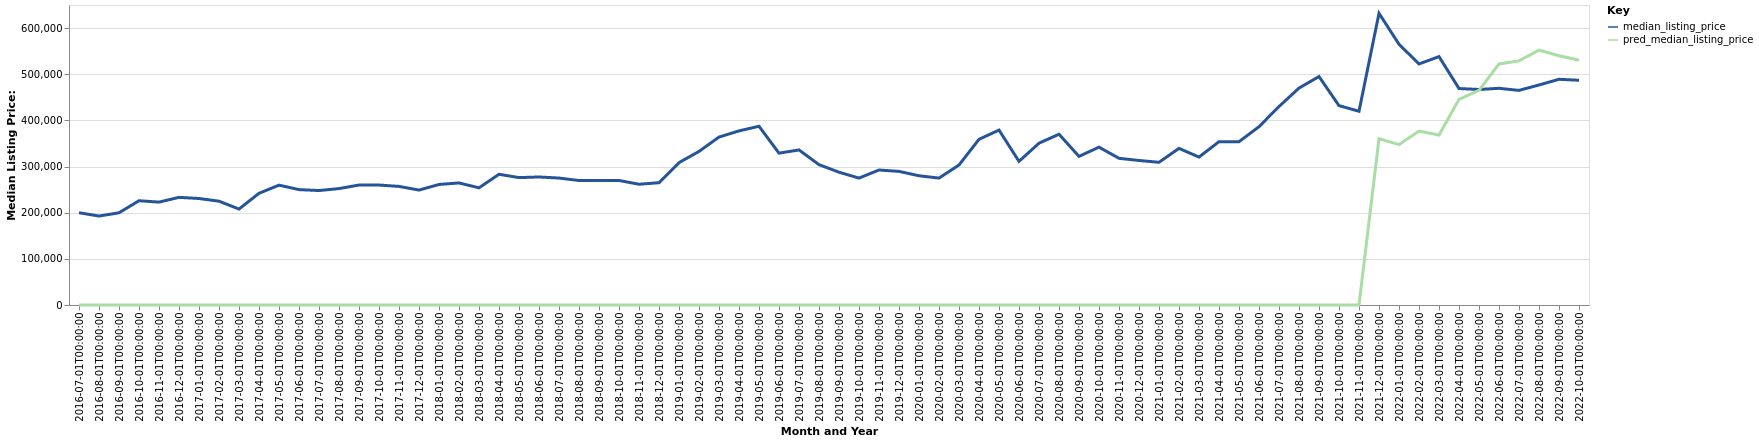 600,000
500,000
400,000
300,000
200,000
100,000
0
Median Listing Price:
2016-07-01T00:00:00
2016-08-01T00:00:00
2016-09-01T00:00:00
2016-10-01T00:00:00
2016-11-01T00:00:00
2016-12-01T00:00:00
2017-01-01T00:00:00
2017-02-01T00:00:00
2017-03-01T00:00:00
2017-04-01T00:00:00
2017-05-01T00:00:00
2017-06-01T00:00:00
2017-07-01T00:00:00
2017-08-01T00:00:00
2017-09-01T00:00:00
2017-10-01T00:00:00
2017-11-01T00:00:00
2017-12-01T00:00:00
2018-01-01T00:00:00
2018-02-01T00:00:00
2018-03-01T00:00:00
2018-04-01T00:00:00
2018-05-01T00:00:00
2018-06-01T00:00:00
2018-07-01T00:00:00
2018-08-01T00:00:00
2018-09-01T00:00:00
2018-10-01T00:00:00
2018-11-01T00:00:00
2018-12-01T00:00:00
2019-01-01T00:00:00
2019-02-01T00:00:00
2019-03-01T00:00:00
2019-04-01T00:00:00
2019-05-01T00:00:00
2019-06-01T00:00:00
2019-07-01T00:00:00
2019-08-01T00:00:00
2019-09-01T00:00:00
2019-10-01T00:00:00
2019-11-01T00:00:00
2019-12-01T00:00:00
2020-01-01T00:00:00
2020-02-01T00:00:00
2020-03-01T00:00:00
2020-04-01T00:00:00
2020-05-01T00:00:00
2020-06-01T00:00:00
2020-07-01T00:00:00
2020-08-01T00:00:00
2020-09-01T00:00:00
2020-10-01T00:00:00
2020-11-01T00:00:00
2020-12-01T00:00:00
2021-01-01T00:00:00
2021-02-01T00:00:00
2021-03-01T00:00:00
2021-04-01T00:00:00
2021-05-01T00:00:00
2021-06-01T00:00:00
2021-07-01T00:00:00
2021-08-01T00:00:00
2021-09-01T00:00:00
2021-10-01T00:00:00
2021-11-01T00:00:00
2021-12-01T00:00:00
2022-01-01T00:00:00
2022-02-01T00:00:00
2022-03-01T00:00:00
2022-04-01T00:00:00
2022-05-01T00:00:00
2022-06-01T00:00:00
2022-07-01T00:00:00
2022-08-01T00:00:00
2022-09-01T00:00:00
2022-10-01T00:00:00
Month and Year
Key
median_listing_price
pred_median_listing_price